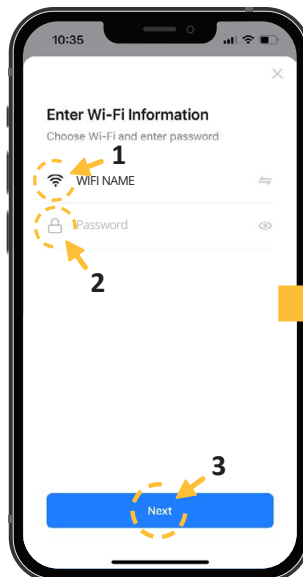 10:35
Enter Wi-Fi Information
Choose Wi-Fi and enter password
1
WIFI NAME
Password
2
3
Next